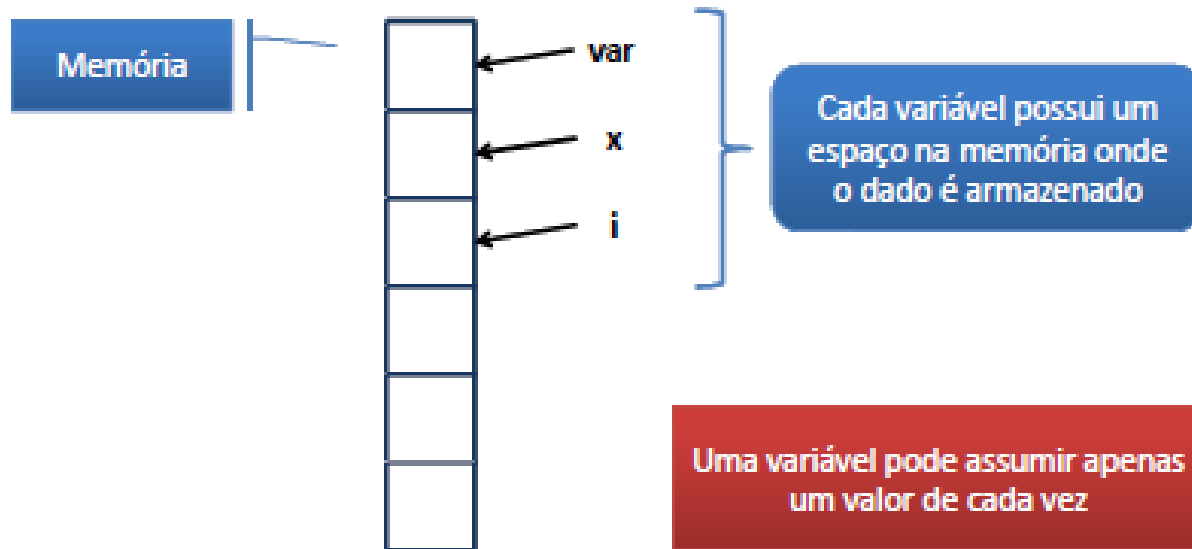 Memória
var
x
i
Cada variável possui um
espaço na memória onde
o dado é armazenado
Uma variável pode assumir apenas
um valor de cada vez